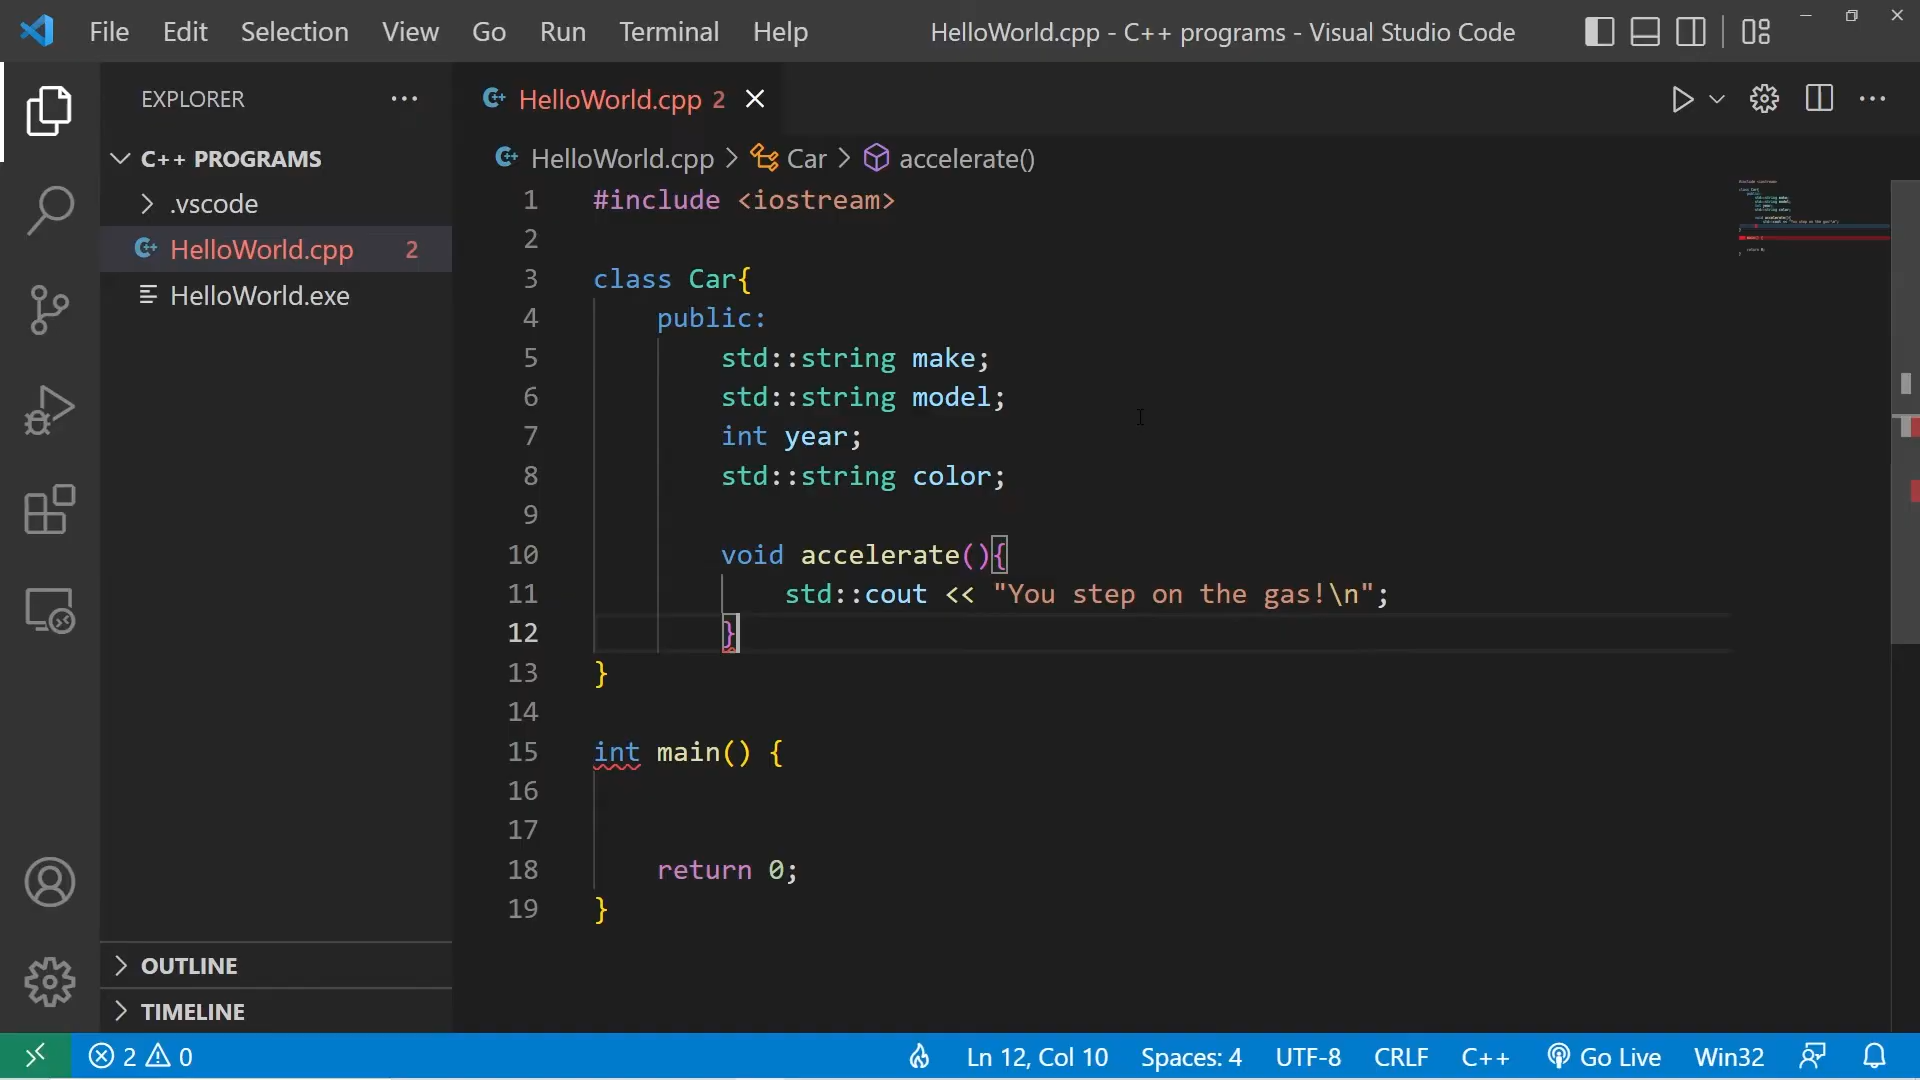 File Edit Selection View Go Run Terminal Help HelloWorld.cpp - C++ programs - Visual Studio Code
EXPLORER
C++ PROGRAMS
.vscode
HelloWorld.cpp 2
HelloWorld.exe
OUTLINE
TIMELINE
HelloWorld.cpp 2
HelloWorld.cpp > Car > accelerate()
1 #include <iostream>
2
3 class Car{
4 public:
5 std::string make;
6 std::string model;
7 int year;
8 std::string color;
9
10 void accelerate(){
11 std::cout << "You step on the gas!\n";
12 }
13 }
14
15 int main() {
16
17
18 return 0;
19 }
2 0 Ln 12, Col 10 Spaces: 4 UTF-8 CRLF C++ Go Live Win32